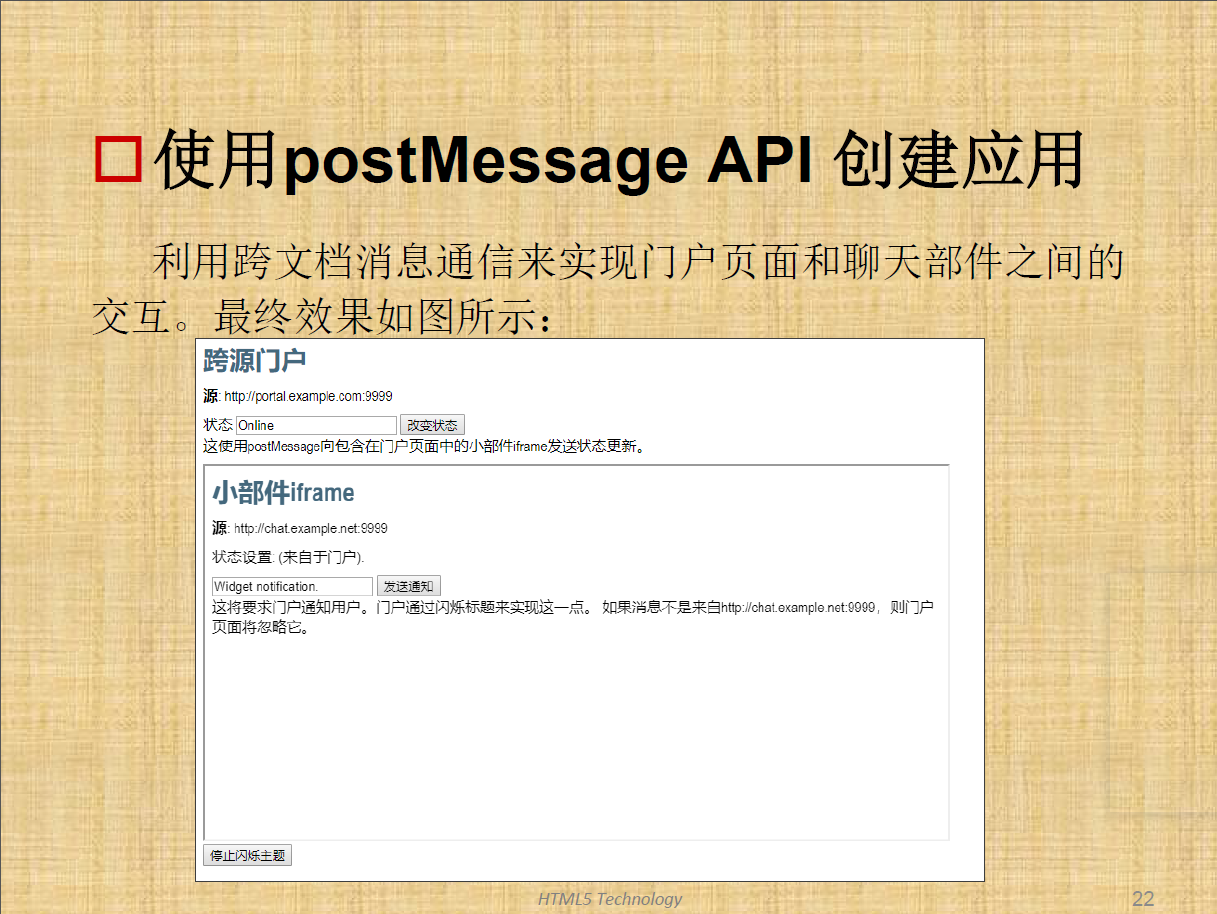 使用postMessage API 创建应用
利用跨文档消息通信来实现门户页面和聊天部件之间的
交互。最终效果如图所示：
跨源门户
源: http://portal.example.com:9999
状态 Online 改变状态
这使用postMessage向包含在门户页面中的小部件iframe发送状态更新。
小部件iframe
源: http://chat.example.net:9999
状态设置: (来自于门户).
Widget notification. 发送通知
这将要求门户通知用户。门户通过闪烁标题来实现这一点。 如果消息不是来自http://chat.example.net:9999，则门户
页面将忽略它。
停止闪烁主题
HTML5 Technology
22